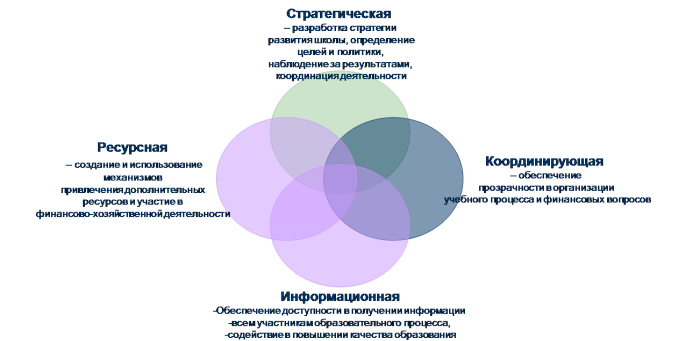 Стратегическая
– разработка стратегии
развития школы, определение
целей и политики,
наблюдение за результатами,
координация деятельности
Ресурсная
– создание и использование
механизмов
привлечения дополнительных
ресурсов и участие в
финансово-хозяйственной деятельности
Координирующая
– обеспечение
прозрачности в организации
учебного процесса и финансовых вопросов
Информационная
-Обеспечение доступности в получении информации
-всем участникам образовательного процесса,
-содействие в повышении качества образования